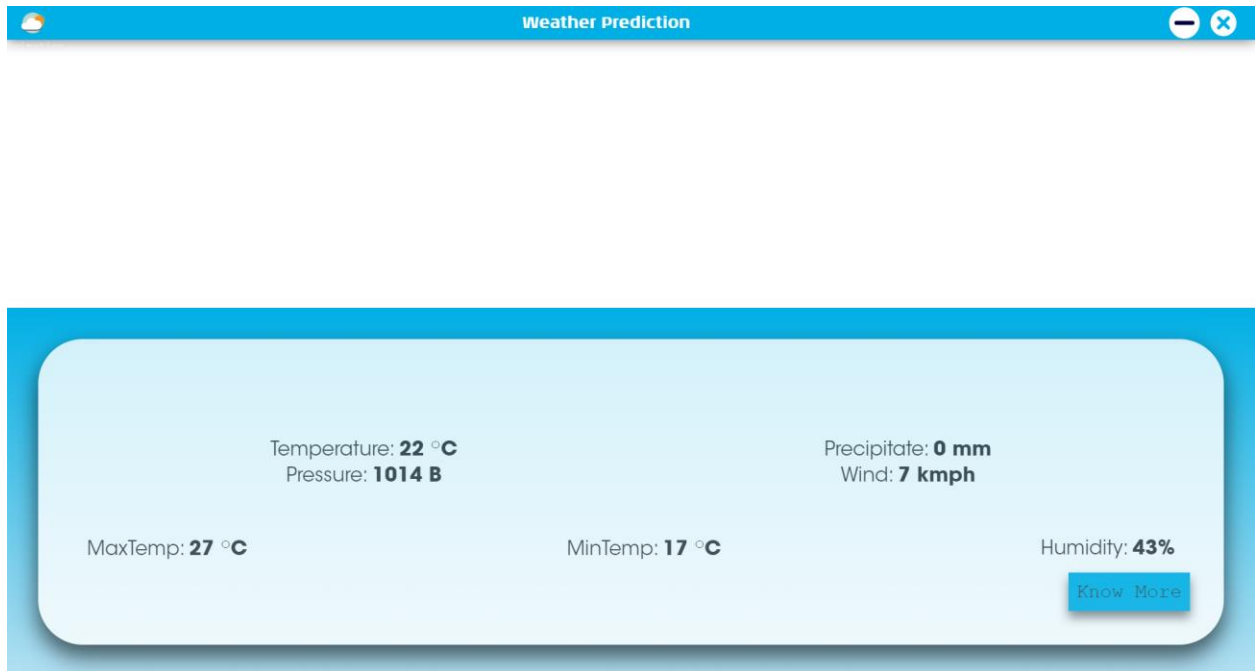 Weather Prediction
Temperature: 22 °C
Pressure: 1014 B
Precipitate: 0 mm
Wind: 7 kmph
MaxTemp: 27 °C
MinTemp: 17 °C
Humidity: 43%
Know More